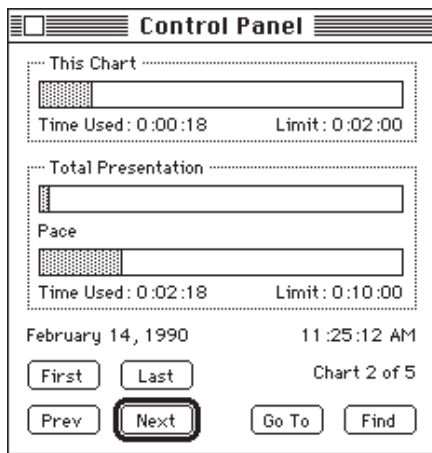 Control Panel
This Chart
Time Used: 0:00:18 Limit: 0:02:00
Total Presentation
Pace
Time Used: 0:02:18 Limit: 0:10:00
February 14, 1990 11:25:12 AM
First Last Chart 2 of 5
Prev Next Go To Find